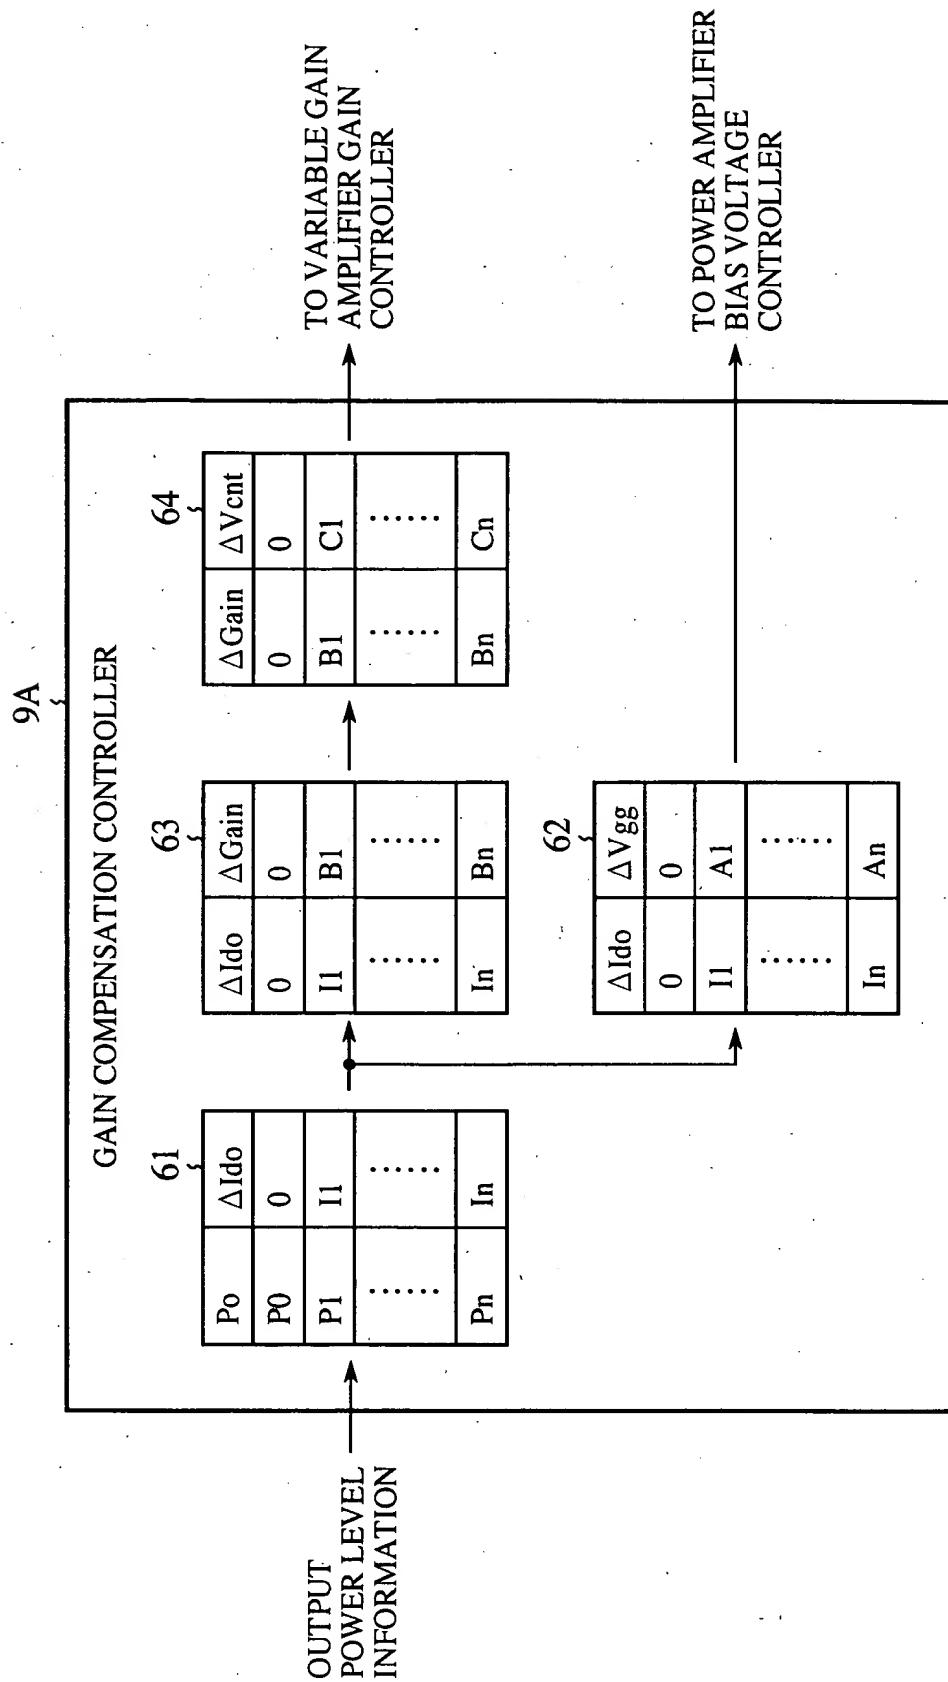 9A
GAIN COMPENSATION CONTROLLER
OUTPUT
POWER LEVEL
INFORMATION
61
Po ΔIdo
P0 0
P1 I1
...... ......
Pn In
63
ΔIdo ΔGain
0 0
I1 B1
...... ......
In Bn
64
ΔGain ΔVcnt
0 0
B1 C1
...... ......
Bn Cn
TO VARIABLE GAIN
AMPLIFIER GAIN
CONTROLLER
62
ΔIdo ΔVgg
0 0
I1 A1
...... ......
In An
TO POWER AMPLIFIER
BIAS VOLTAGE
CONTROLLER